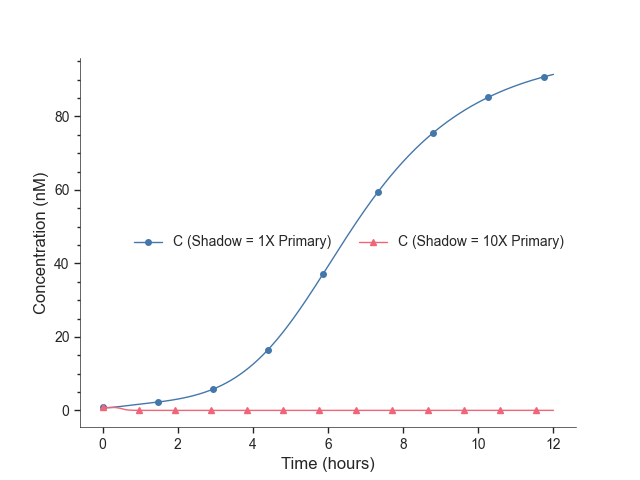 80
60
40
20
0
Concentration (nM)
C (Shadow = 1X Primary) C (Shadow = 10X Primary)
0 2 4 6 8 10 12
Time (hours)